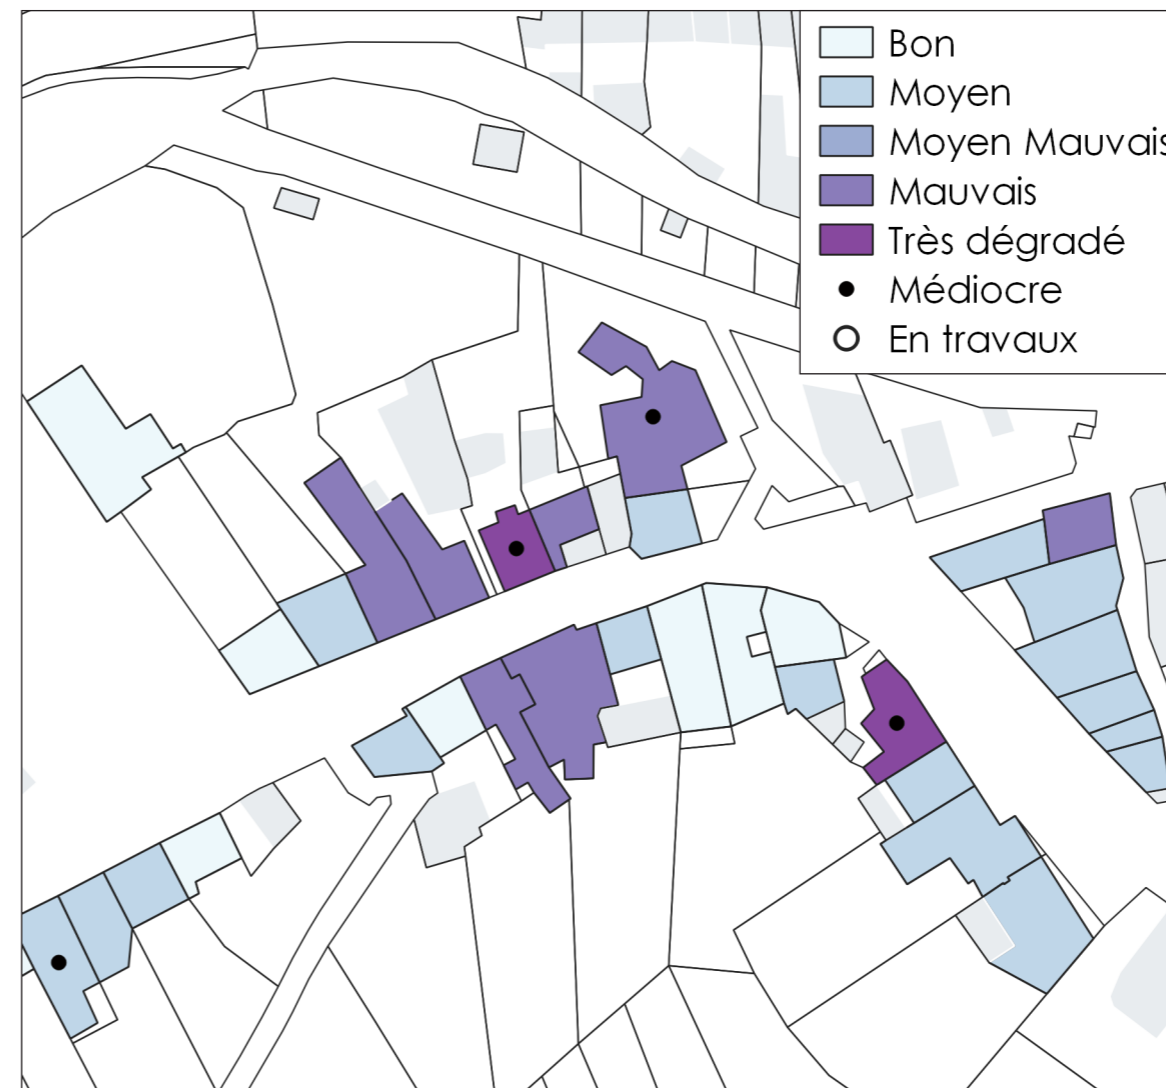 Bon
Moyen
Moyen Mauvais
Mauvais
Très dégradé
Médiocre
En travaux